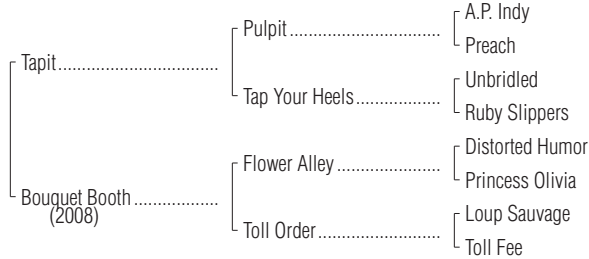 A.P. Indy
Pulpit
Preach
Tapit
Unbridled
Tap Your Heels
Ruby Slippers
Distorted Humor
Flower Alley
Princess Olivia
Bouquet Booth
(2008)
Loup Sauvage
Toll Order
Toll Fee